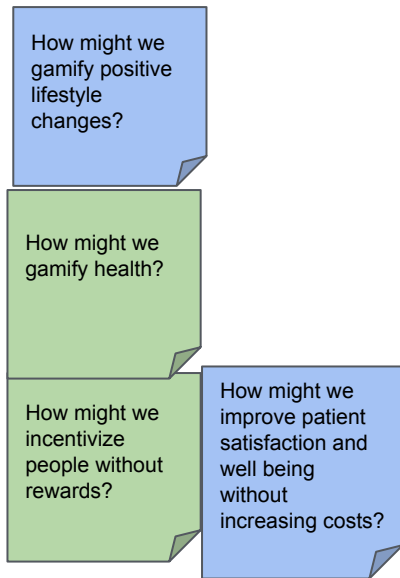 How might we
gamify positive
lifestyle
changes?
How might we
gamify health?
How might we
incentivize
people without
rewards?
How might we
improve patient
satisfaction and
well being
without
increasing costs?